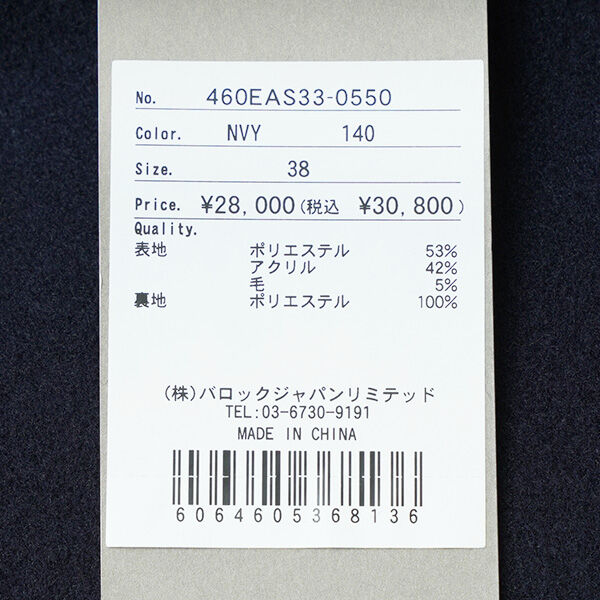 No. 460EAS33-0550
Color. NVY 140
Size. 38
Price. ¥28,000(税込 ¥30,800)
Quality.
表地 ポリエステル 53%
アクリル 42%
毛 5%
裏地 ポリエステル 100%
(株)バロックジャパンリミテッド
TEL:03-6730-9191
MADE IN CHINA
6064605368136